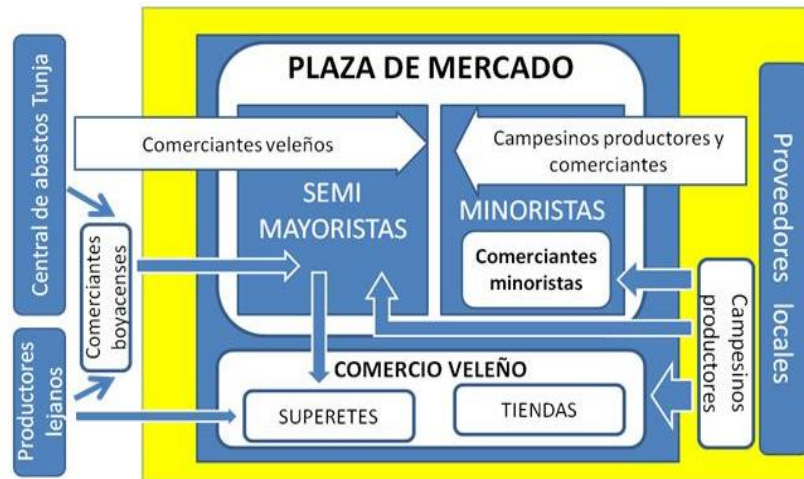 PLAZA DE MERCADO
Central de abastos Tunja
Comerciantes veleños
Campesinos productores y
comerciantes
Proveedores locales
SEMI
MAYORISTAS
MINORISTAS
Comerciantes
boyacenses
Comerciantes
minoristas
Campesinos
productores
Productores
lejanos
COMERCIO VELEÑO
SUPERETES
TIENDAS